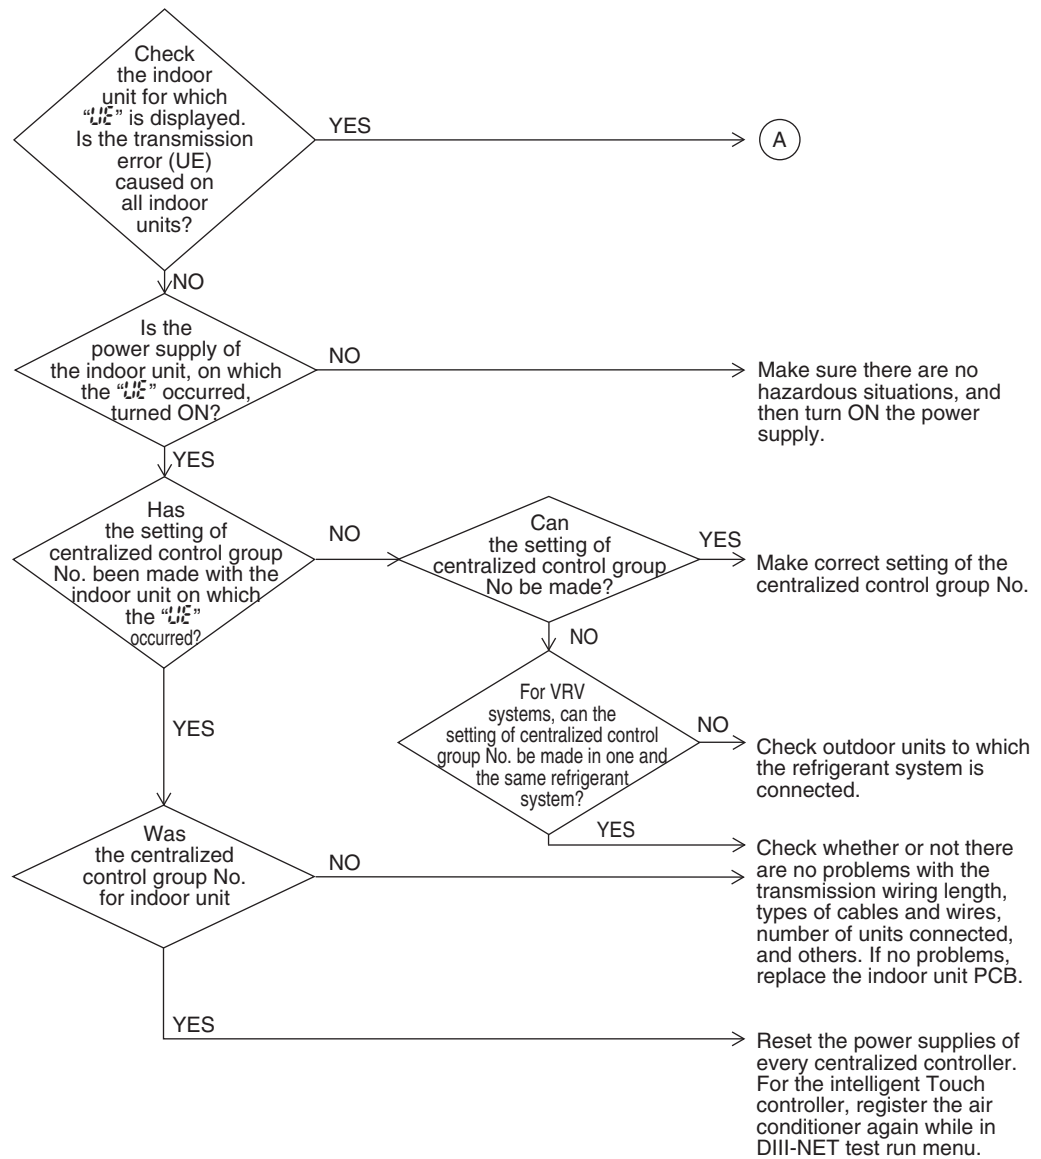 Check
the indoor
unit for which
“UE” is displayed.
Is the transmission
error (UE)
caused on
all indoor
units?
YES
A
NO
Is the
power supply of
the indoor unit, on which
the “UE” occurred,
turned ON?
NO
Make sure there are no
hazardous situations, and
then turn ON the power
supply.
YES
Has
the setting of
centralized control group
No. been made with the
indoor unit on which
the “UE”
occurred?
NO
Can
the setting of
centralized control group
No be made?
YES
Make correct setting of the
centralized control group No.
NO
For VRV
systems, can the
setting of centralized control
group No. be made in one and
the same refrigerant
system?
NO
Check outdoor units to which
the refrigerant system is
connected.
YES
YES
Was
the centralized
control group No.
for indoor unit
NO
Check whether or not there
are no problems with the
transmission wiring length,
types of cables and wires,
number of units connected,
and others. If no problems,
replace the indoor unit PCB.
YES
Reset the power supplies of
every centralized controller.
For the intelligent Touch
controller, register the air
conditioner again while in
DIII-NET test run menu.